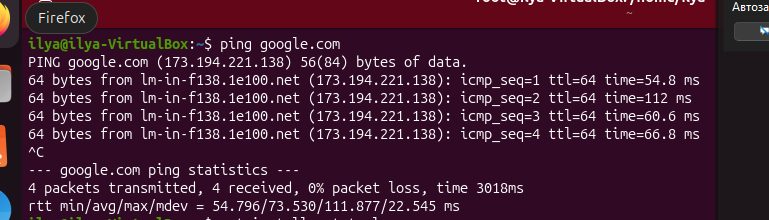 Автоза
Firefox
ilya@ilya-VirtualBox:~$ ping google.com
PING google.com (173.194.221.138) 56(84) bytes of data.
64 bytes from lm-in-f138.1e100.net (173.194.221.138): icmp_seq=1 ttl=64 time=54.8 ms
64 bytes from lm-in-f138.1e100.net (173.194.221.138): icmp_seq=2 ttl=64 time=112 ms
64 bytes from lm-in-f138.1e100.net (173.194.221.138): icmp_seq=3 ttl=64 time=60.6 ms
64 bytes from lm-in-f138.1e100.net (173.194.221.138): icmp_seq=4 ttl=64 time=66.8 ms
^C
--- google.com ping statistics ---
4 packets transmitted, 4 received, 0% packet loss, time 3018ms
rtt min/avg/max/mdev = 54.796/73.530/111.877/22.545 ms